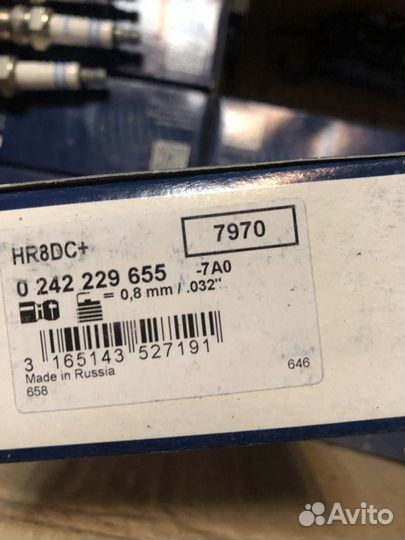 7970
HR8DC+
0 242 229 655 -7A0
= 0,8 mm / .032"
3 165143 527191
Made in Russia
658
646
Avito